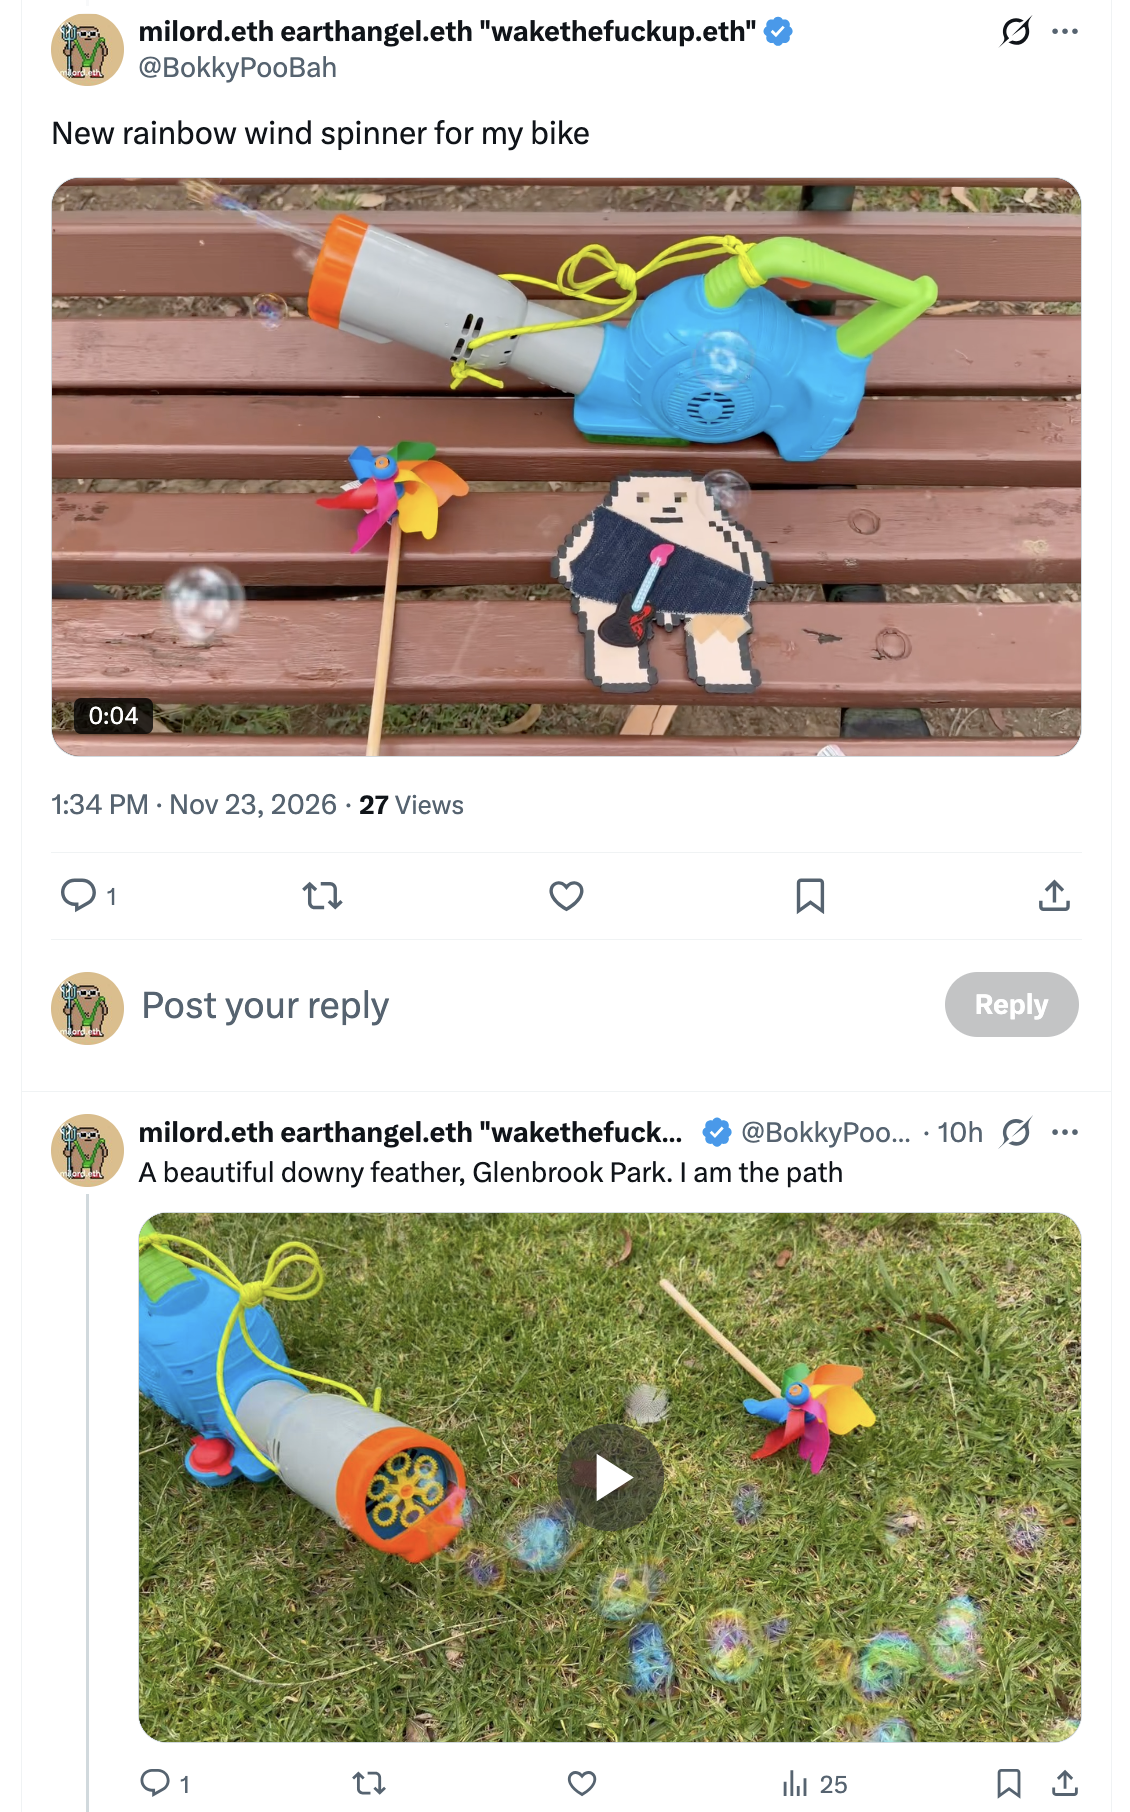 milord.eth earthangel.eth "wakethefuckup.eth"
@BokkyPooBah
New rainbow wind spinner for my bike
0:04
1:34 PM · Nov 23, 2026 · 27 Views
1
Post your reply
Reply
milord.eth earthangel.eth "wakethefuck... @BokkyPoo... · 10h
A beautiful downy feather, Glenbrook Park. I am the path
1
25